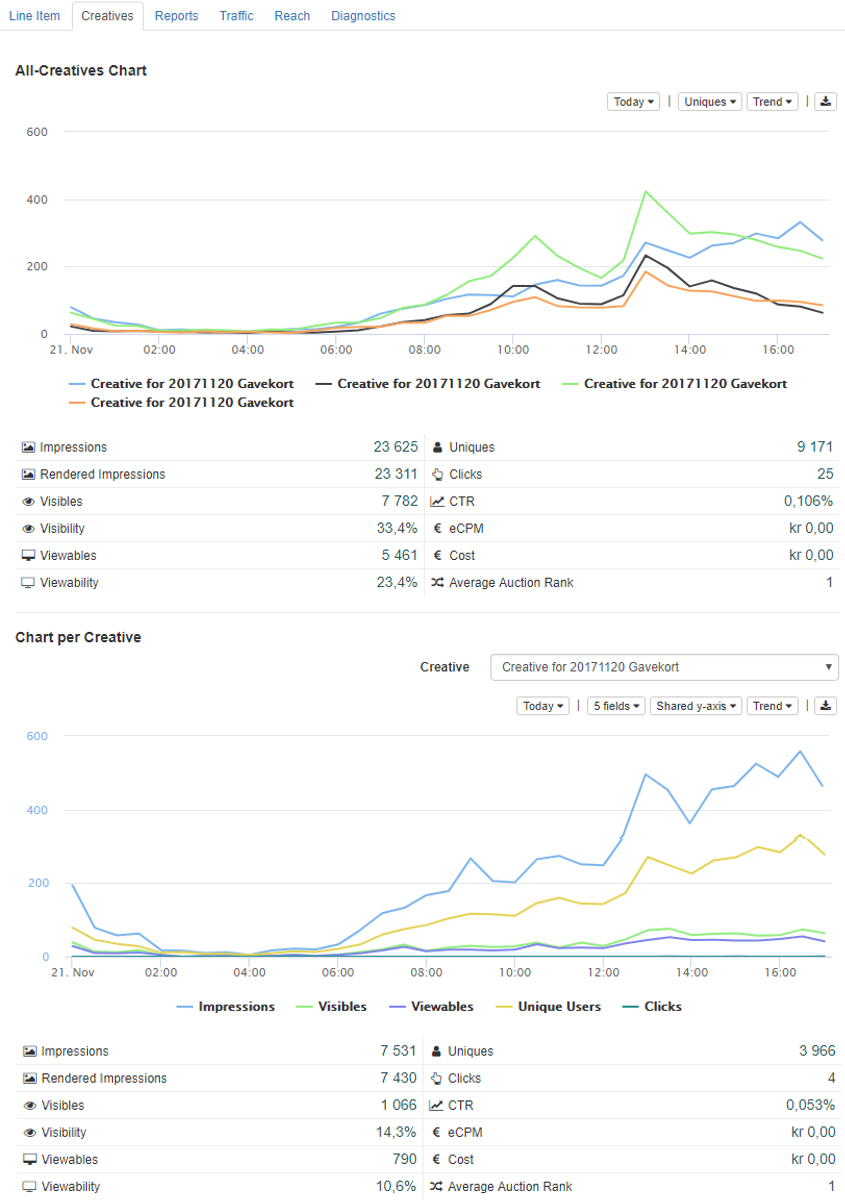 Line Item Creatives Reports Traffic Reach Diagnostics
All-Creatives Chart
Today | Uniques Trend |
600
400
200
0
21. Nov 02:00 04:00 06:00 08:00 10:00 12:00 14:00 16:00
Creative for 20171120 Gavekort Creative for 20171120 Gavekort Creative for 20171120 Gavekort
Creative for 20171120 Gavekort
Impressions 23 625 Uniques 9 171
Rendered Impressions 23 311 Clicks 25
Visibles 7 782 CTR 0,106%
Visibility 33,4% € eCPM kr 0,00
Viewables 5 461 € Cost kr 0,00
Viewability 23,4% Average Auction Rank 1
Chart per Creative
Creative Creative for 20171120 Gavekort
Today | 5 fields Shared y-axis Trend |
600
400
200
0
21. Nov 02:00 04:00 06:00 08:00 10:00 12:00 14:00 16:00
Impressions Visibles Viewables Unique Users Clicks
Impressions 7 531 Uniques 3 966
Rendered Impressions 7 430 Clicks 4
Visibles 1 066 CTR 0,053%
Visibility 14,3% € eCPM kr 0,00
Viewables 790 € Cost kr 0,00
Viewability 10,6% Average Auction Rank 1